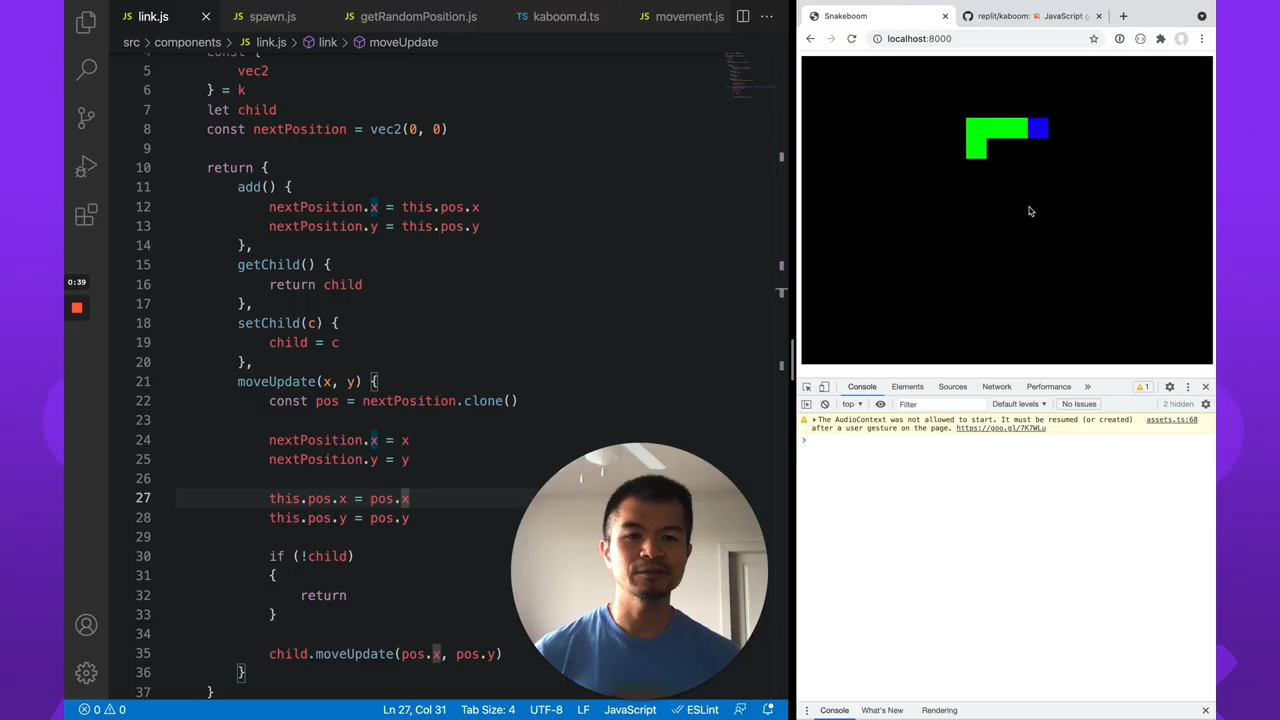 link.js
spawn.js
getRandomPosition.js
kaboom.d.ts
movement.js
src > components > link.js > link > moveUpdate
5 vec2
6 } = k
7 let child
8 const nextPosition = vec2(0, 0)
9
10 return {
11 add() {
12 nextPosition.x = this.pos.x
13 nextPosition.y = this.pos.y
14 },
15 getChild() {
16 return child
17 },
18 setChild(c) {
19 child = c
20 },
21 moveUpdate(x, y) {
22 const pos = nextPosition.clone()
23
24 nextPosition.x = x
25 nextPosition.y = y
26
27 this.pos.x = pos.x
28 this.pos.y = pos.y
29
30 if (!child)
31 {
32 return
33 }
34
35 child.moveUpdate(pos.x, pos.y)
36 }
37 }
0:39
0 0
Ln 27, Col 31 Tab Size: 4 UTF-8 LF JavaScript ESLint
Snakeboom
replit/kaboom: JavaScript g
localhost:8000
Console Elements Sources Network Performance » 1
top Filter Default levels No Issues 2 hidden
The AudioContext was not allowed to start. It must be resumed (or created) assets.ts:68
after a user gesture on the page. https://goo.gl/7K7WLu
Console What's New Rendering